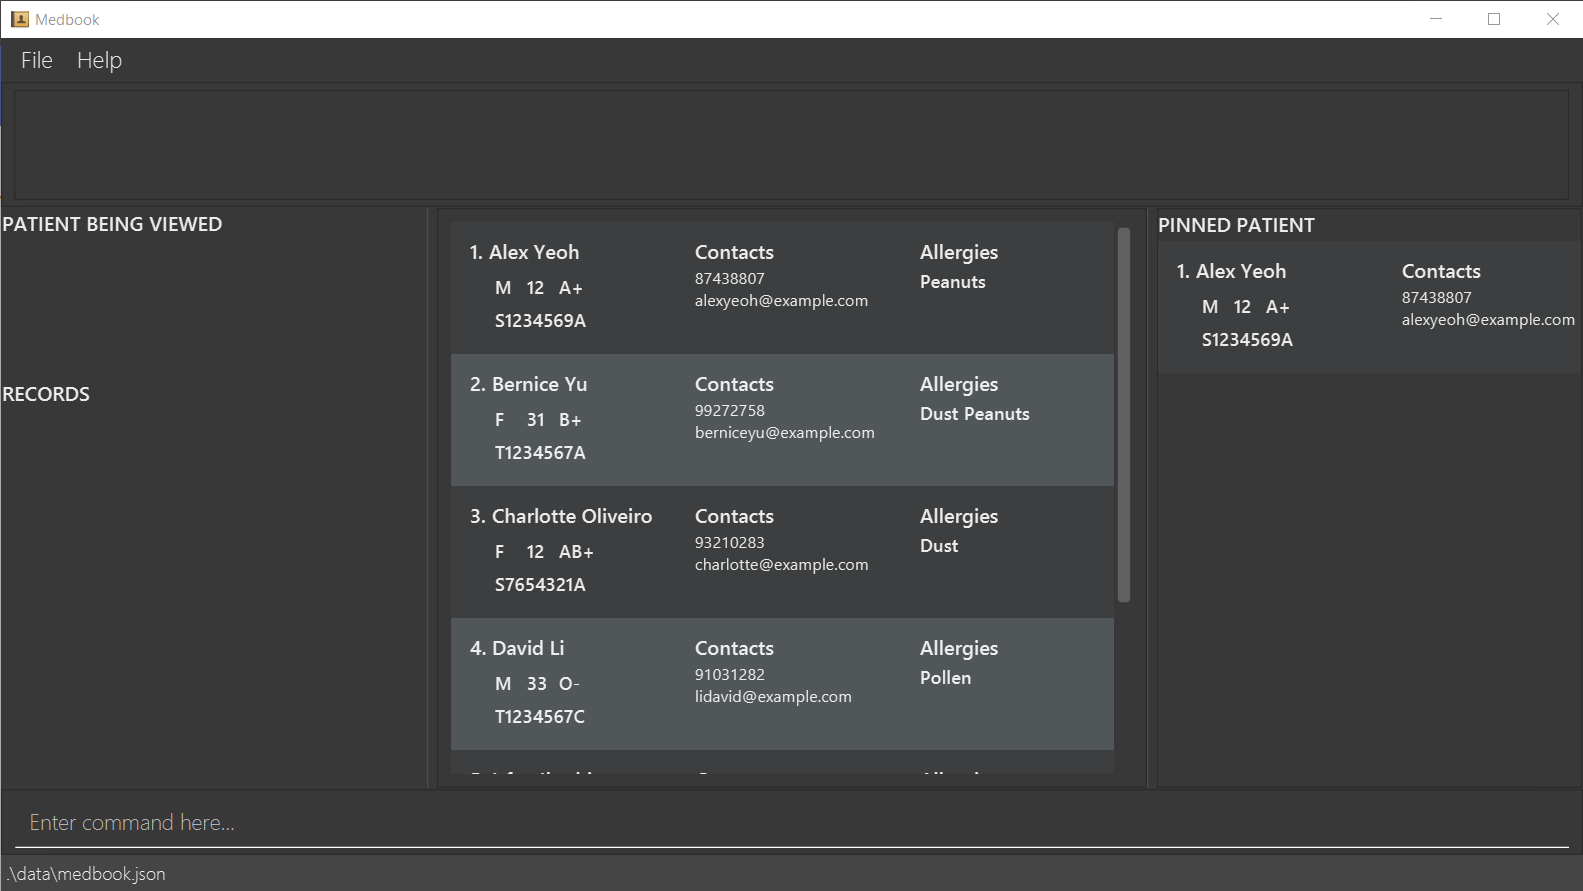 Medbook
File Help
PATIENT BEING VIEWED
RECORDS
1. Alex Yeoh
M 12 A+
S1234569A
Contacts
87438807
alexyeoh@example.com
Allergies
Peanuts
2. Bernice Yu
F 31 B+
T1234567A
Contacts
99272758
berniceyu@example.com
Allergies
Dust Peanuts
3. Charlotte Oliveiro
F 12 AB+
S7654321A
Contacts
93210283
charlotte@example.com
Allergies
Dust
4. David Li
M 33 O-
T1234567C
Contacts
91031282
lidavid@example.com
Allergies
Pollen
PINNED PATIENT
1. Alex Yeoh
M 12 A+
S1234569A
Contacts
87438807
alexyeoh@example.com
Enter command here...
.\data\medbook.json